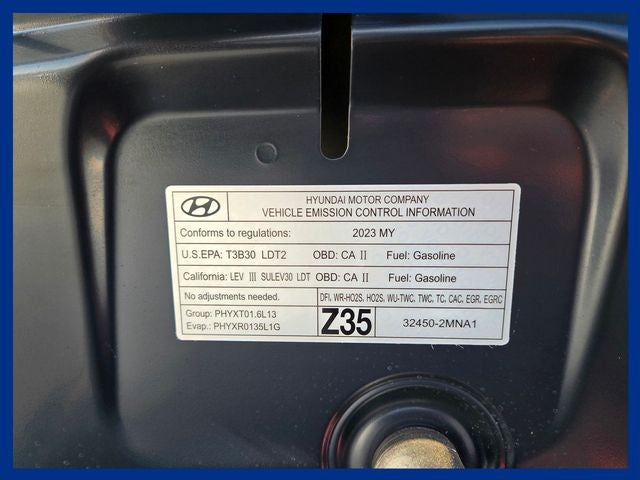 HYUNDAI MOTOR COMPANY
VEHICLE EMISSION CONTROL INFORMATION
Conforms to regulations: 2023 MY
U.S.EPA: T3B30 LDT2 OBD: CA II Fuel: Gasoline
California: LEV III SULEV30 LDT OBD: CA II Fuel: Gasoline
No adjustments needed. DFI, WR-HO2S, HO2S, WU-TWC, TWC, TC, CAC, EGR, EGRC
Group: PHYXT01.6L13
Evap.: PHYXR0135L1G
Z35 32450-2MNA1